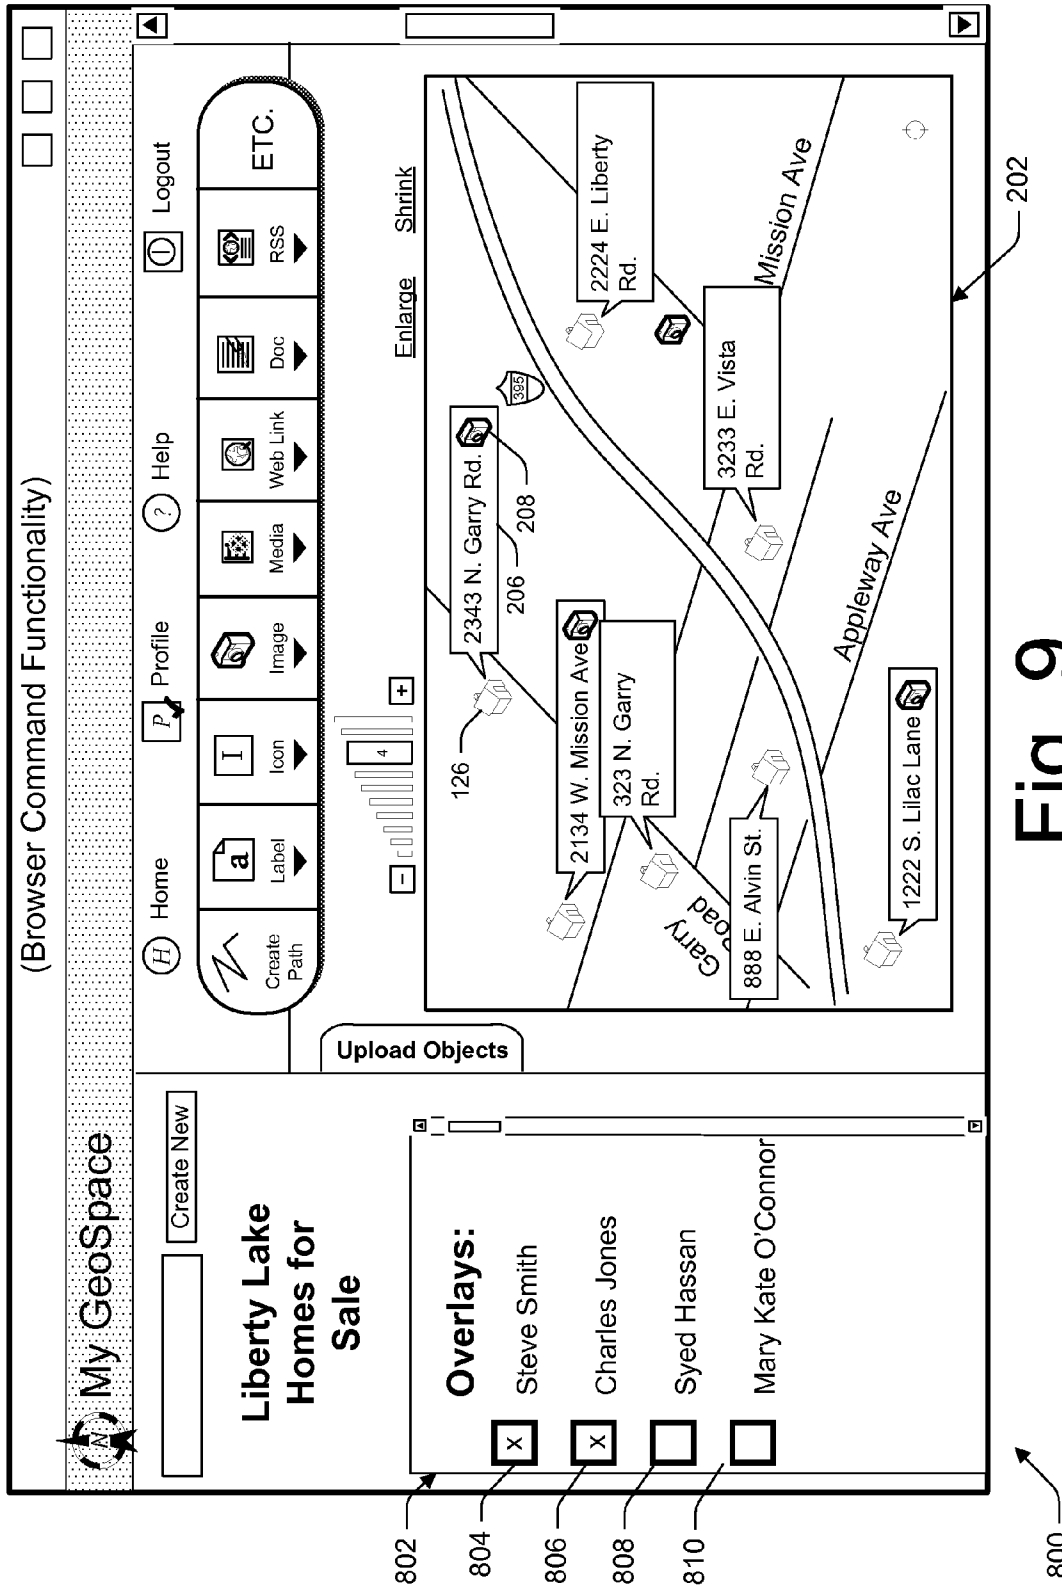 (Browser Command Functionality)
N
My GeoSpace
Create New
H Home
P Profile
? Help
Logout
Liberty Lake
Homes for
Sale
Create
Path
a
Label
I
Icon
Image
Media
Web Link
Doc
RSS
ETC.
Upload Objects
4
Enlarge
Shrink
Overlays:
X Steve Smith
X Charles Jones
Syed Hassan
Mary Kate O'Connor
126
2343 N. Garry Rd.
206
208
395
2224 E. Liberty
Rd.
2134 W. Mission Ave
323 N. Garry
Rd.
3233 E. Vista
Rd.
Mission Ave
Garry
Road
888 E. Alvin St.
Appleway Ave
1222 S. Lilac Lane
202
802
804
806
808
810
800
Fig. 9